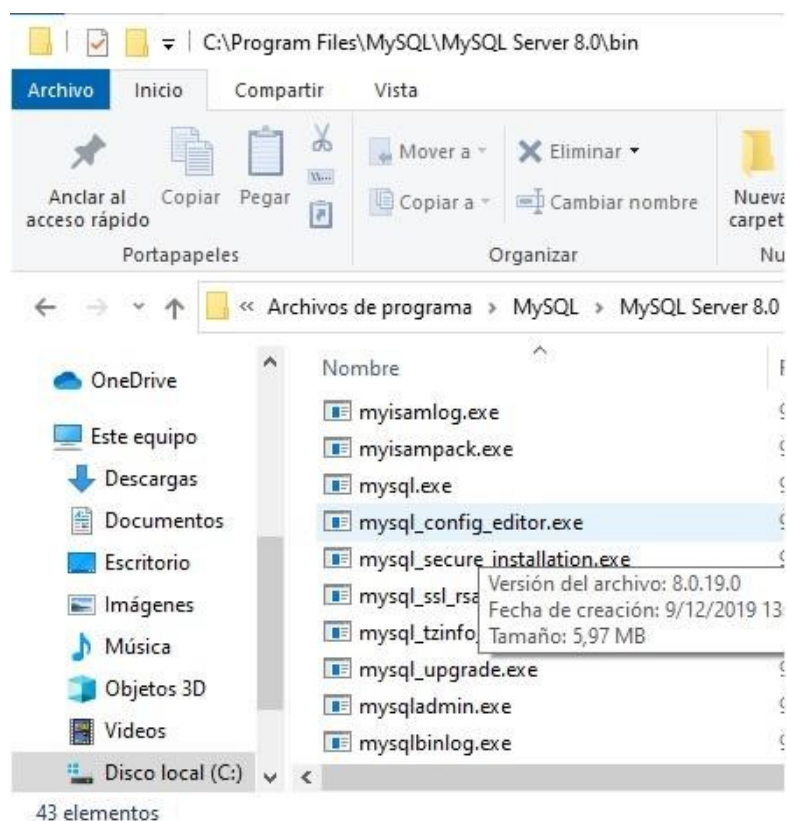 C:\Program Files\MySQL\MySQL Server 8.0\bin
Archivo Inicio Compartir Vista
Anclar al acceso rápido
Copiar
Pegar
Mover a
Copiar a
Eliminar
Cambiar nombre
Portapapeles
Organizar
« Archivos de programa > MySQL > MySQL Server 8.0
OneDrive
Este equipo
Descargas
Documentos
Escritorio
Imágenes
Música
Objetos 3D
Videos
Disco local (C:)
Nombre
myisamlog.exe
myisampack.exe
mysql.exe
mysql_config_editor.exe
mysql_secure_installation.exe
mysql_ssl_rsa
mysql_tzinfo_
mysql_upgrade.exe
mysqladmin.exe
mysqlbinlog.exe
Versión del archivo: 8.0.19.0
Fecha de creación: 9/12/2019 13
Tamaño: 5,97 MB
43 elementos